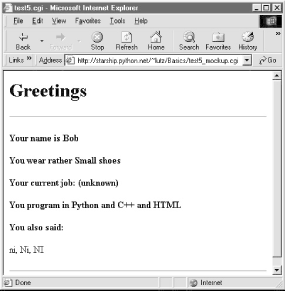 test5.cgi - Microsoft Internet Explorer
File Edit View Favorites Tools Help
Back Forward Stop Refresh Home Search Favorites History
Links » Address http://starship.python.net/~lutz/Basics/test5_mockup.cgi Go
Greetings
Your name is Bob
You wear rather Small shoes
Your current job: (unknown)
You program in Python and C++ and HTML
You also said:
ni, Ni, NI
Done Internet